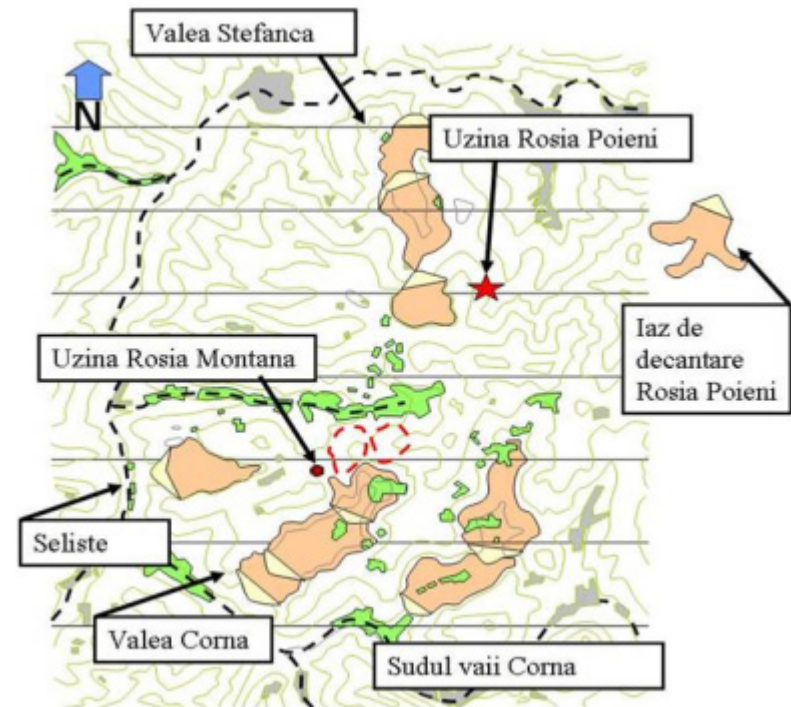 Valea Stefanca
N
Uzina Rosia Poieni
Iaz de
decantare
Rosia Poieni
Uzina Rosia Montana
Seliste
Valea Corna
Sudul vaii Corna